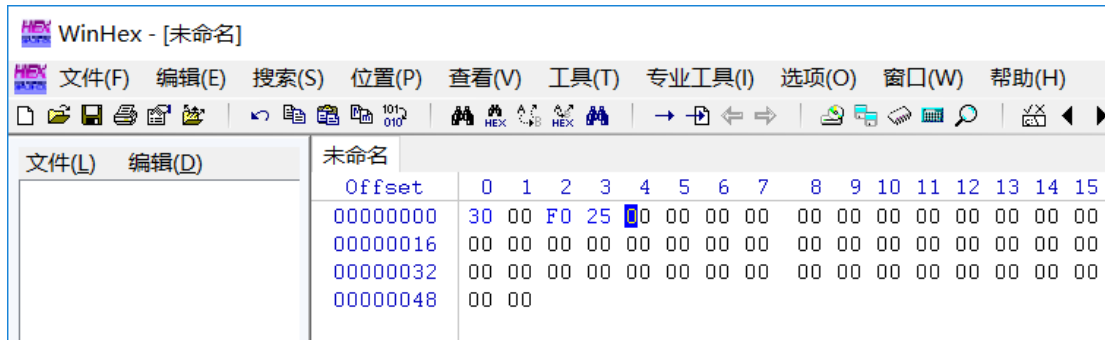 WinHex - [未命名]
文件(F) 编辑(E) 搜索(S) 位置(P) 查看(V) 工具(T) 专业工具(I) 选项(O) 窗口(W) 帮助(H)
文件(L) 编辑(D)
未命名
Offset 0 1 2 3 4 5 6 7 8 9 10 11 12 13 14 15
00000000 30 00 F0 25 00 00 00 00 00 00 00 00 00 00 00 00
00000016 00 00 00 00 00 00 00 00 00 00 00 00 00 00 00 00
00000032 00 00 00 00 00 00 00 00 00 00 00 00 00 00 00 00
00000048 00 00